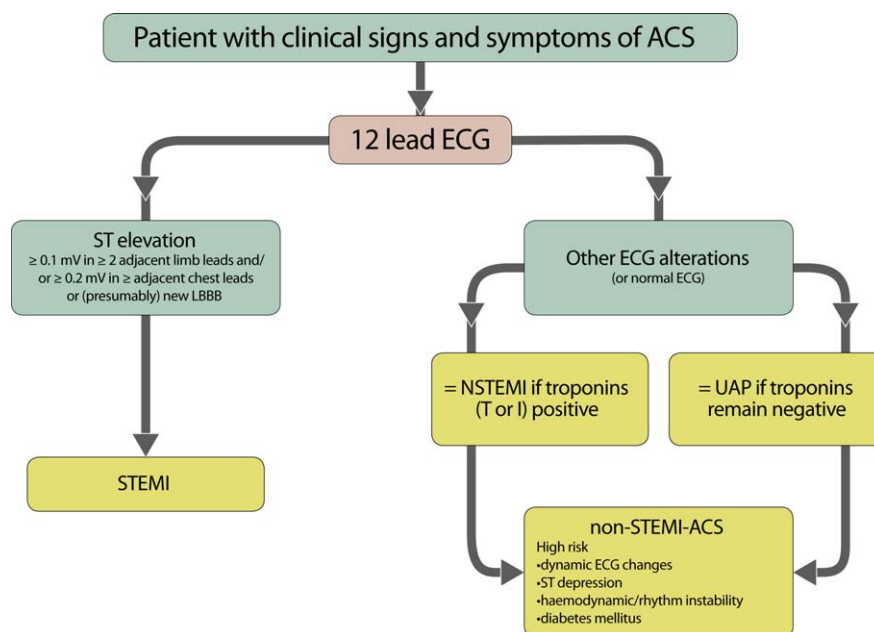 Patient with clinical signs and symptoms of ACS
12 lead ECG
ST elevation
≥ 0.1 mV in ≥ 2 adjacent limb leads and/
or ≥ 0.2 mV in ≥ adjacent chest leads
or (presumably) new LBBB
Other ECG alterations
(or normal ECG)
= NSTEMI if troponins
(T or I) positive
= UAP if troponins
remain negative
STEMI
non-STEMI-ACS
High risk
•dynamic ECG changes
•ST depression
•haemodynamic/rhythm instability
•diabetes mellitus